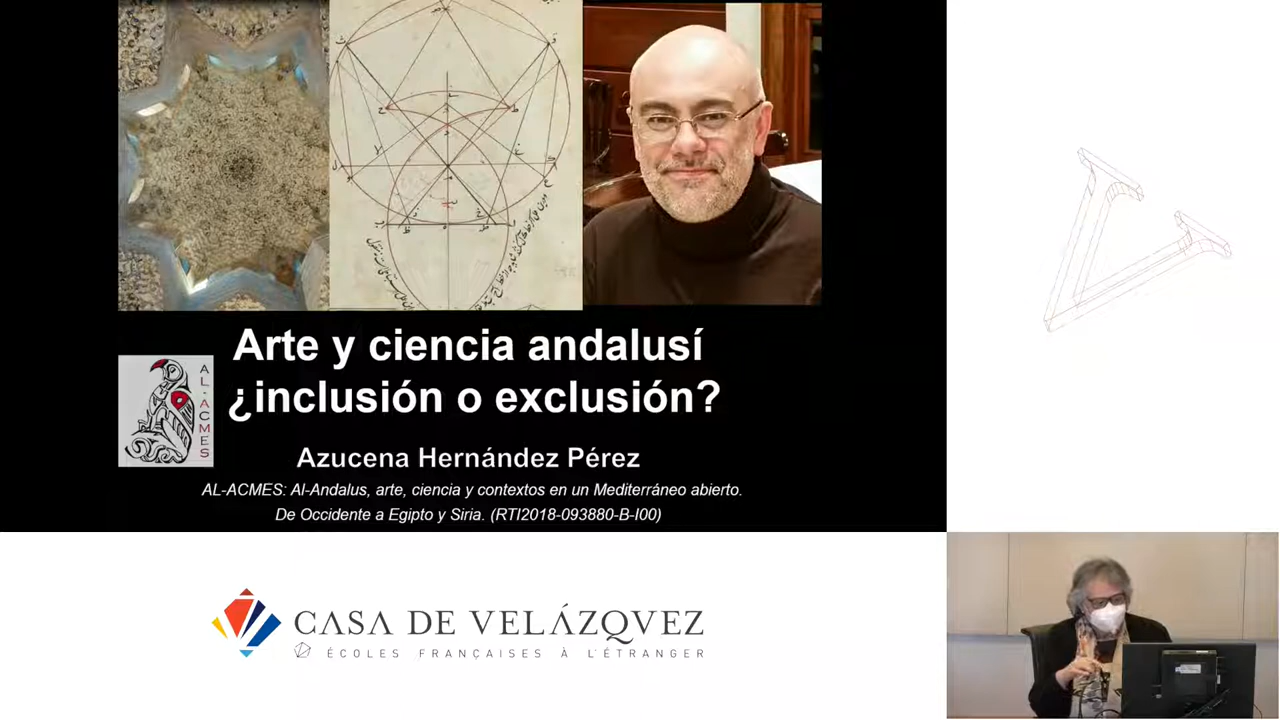 Arte y ciencia andalusí
¿inclusión o exclusión?
AL-ACMES
Azucena Hernández Pérez
AL-ACMES: Al-Andalus, arte, ciencia y contextos en un Mediterráneo abierto.
De Occidente a Egipto y Siria. (RTI2018-093880-B-I00)
CASA DE VELÁZQVEZ
ÉCOLES FRANÇAISES À L'ÉTRANGER